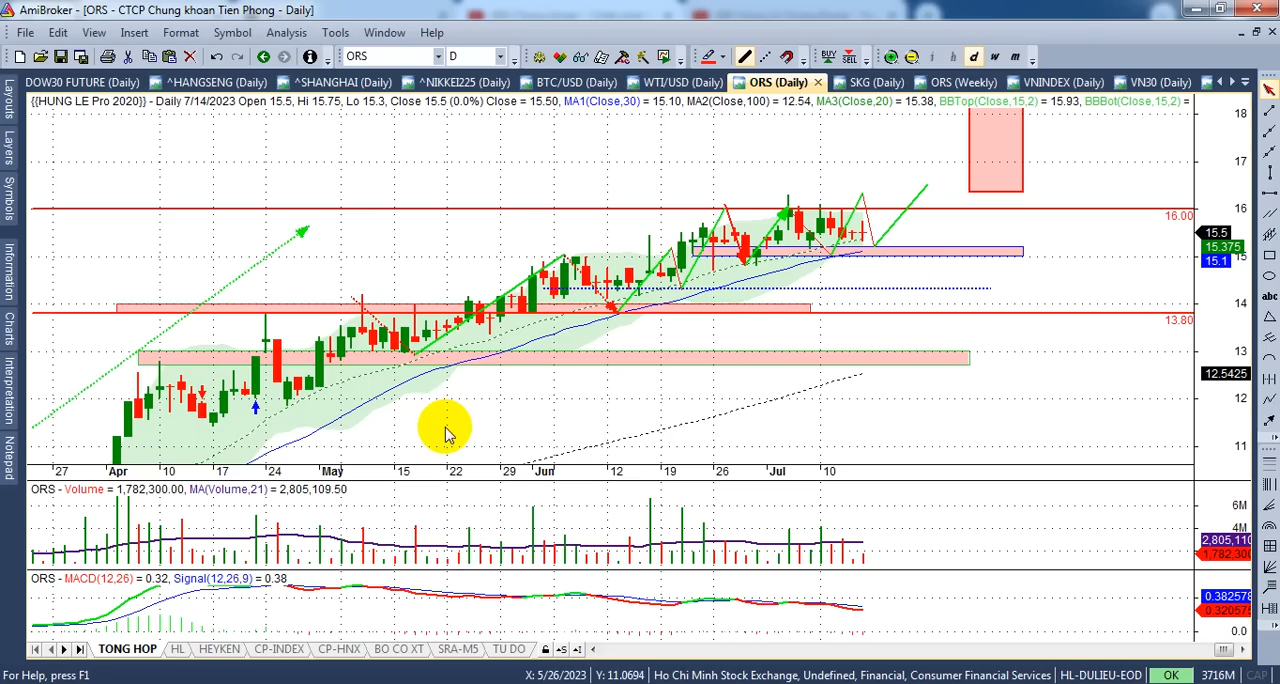 AmiBroker - [ORS - CTCP Chung khoan Tien Phong - Daily]
File Edit View Insert Format Symbol Analysis Tools Window Help
ORS D BUY SELL i h d w m
DOW30 FUTURE (Daily) ^HANGSENG (Daily) ^SHANGHAI (Daily) ^NIKKEI225 (Daily) BTC/USD (Daily) WTI/USD (Daily) ORS (Daily) SKG (Daily) ORS (Weekly) VNINDEX (Daily) VN30 (Daily)
{{HUNG LE Pro 2020}} - Daily 7/14/2023 Open 15.5, Hi 15.75, Lo 15.3, Close 15.5 (0.0%) Close = 15.50, MA1(Close,30) = 15.10, MA2(Close,100) = 12.54, MA3(Close,20) = 15.38, BBTop(Close,15,2) = 15.93, BBBot(Close,15,2) =
Layouts
Layers
Symbols
Information
Charts
Interpretation
Notepad
abc
18
17
16
16.00
15.5
15.375
15.1
15
14
13.80
13
12.5425
12
11
27 Apr 10 17 24 May 15 22 29 Jun 12 19 26 Jul 10
ORS - Volume = 1,782,300.00, MA(Volume,21) = 2,805,109.50
6M
4M
2,805,110
1,782,300
ORS - MACD(12,26) = 0.32, Signal(12,26,9) = 0.38
0.382578
0.320575
0.0
TONG HOP HL HEYKEN CP-INDEX CP-HNX BO CO XT SRA-M5 TU DO
For Help, press F1 X: 5/26/2023 Y: 11.0694 Ho Chi Minh Stock Exchange, Undefined, Financial, Consumer Financial Services HL-DULIEU-EOD OK 3716M CAP